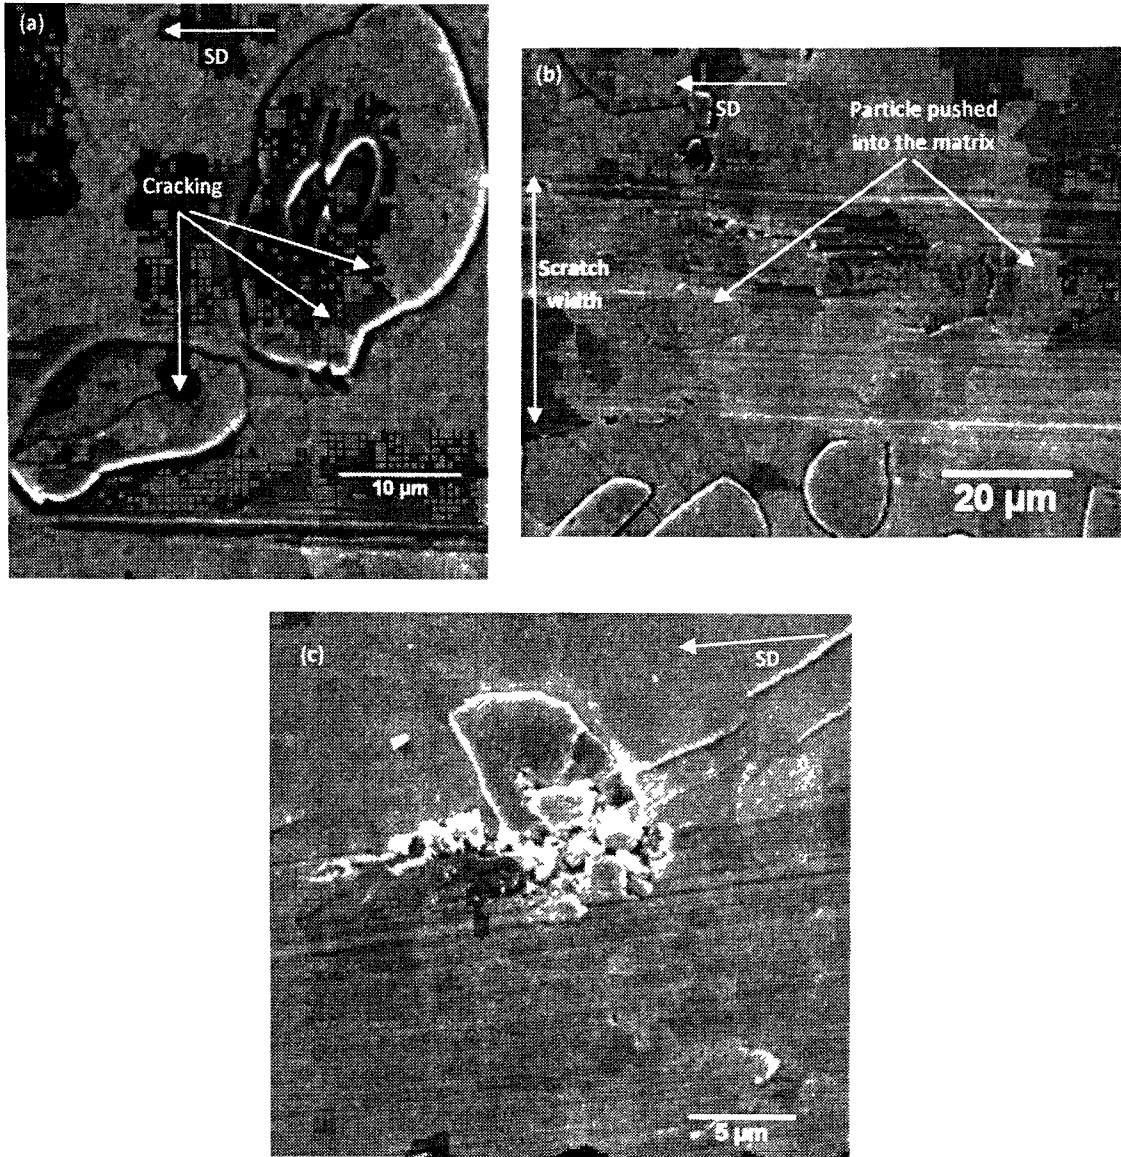 (a)
SD
Cracking
10 µm
(b)
SD
Particle pushed
into the matrix
Scratch
width
20 µm
(c)
SD
5 µm